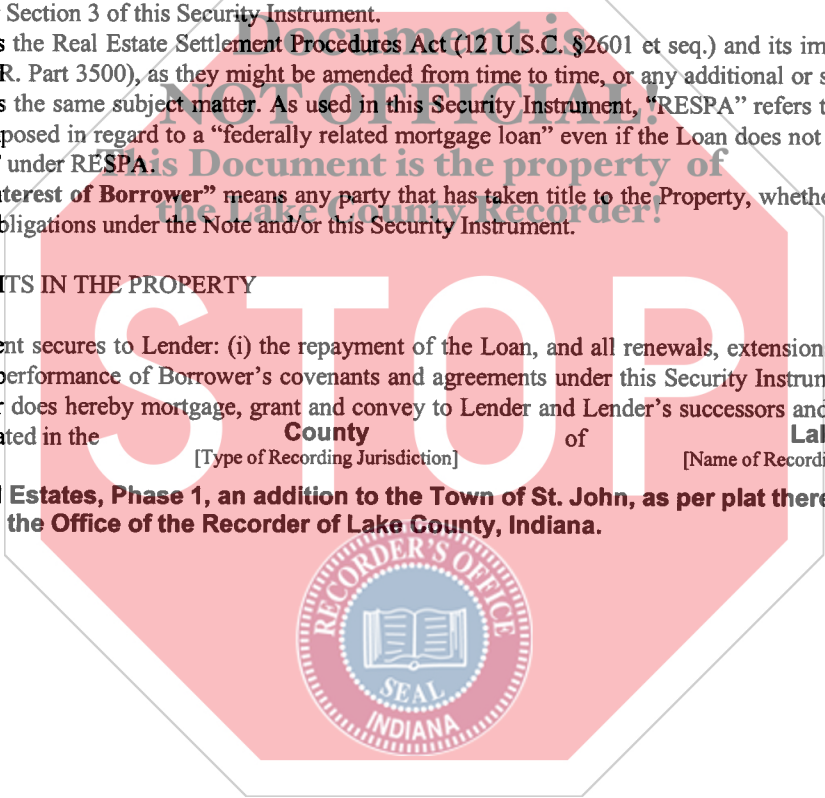 Section 3 of this Security Instrument.
Document is
s the Real Estate Settlement Procedures Act (12 U.S.C. §2601 et seq.) and its im
R. Part 3500), as they might be amended from time to time, or any additional or s
NOT OFFICIAL!
s the same subject matter. As used in this Security Instrument, “RESPA” refers t
posed in regard to a “federally related mortgage loan” even if the Loan does not
under RESPA.
This Document is the property of
terest of Borrower” means any party that has taken title to the Property, whethe
the Lake County Recorder!
bligations under the Note and/or this Security Instrument.
TS IN THE PROPERTY
STOP
ent secures to Lender: (i) the repayment of the Loan, and all renewals, extension
performance of Borrower’s covenants and agreements under this Security Instrum
r does hereby mortgage, grant and convey to Lender and Lender’s successors and
ated in the County of Lal
[Type of Recording Jurisdiction] [Name of Recordi
l Estates, Phase 1, an addition to the Town of St. John, as per plat there
the Office of the Recorder of Lake County, Indiana.
RECORDER'S OFFICE
SEAL
INDIANA